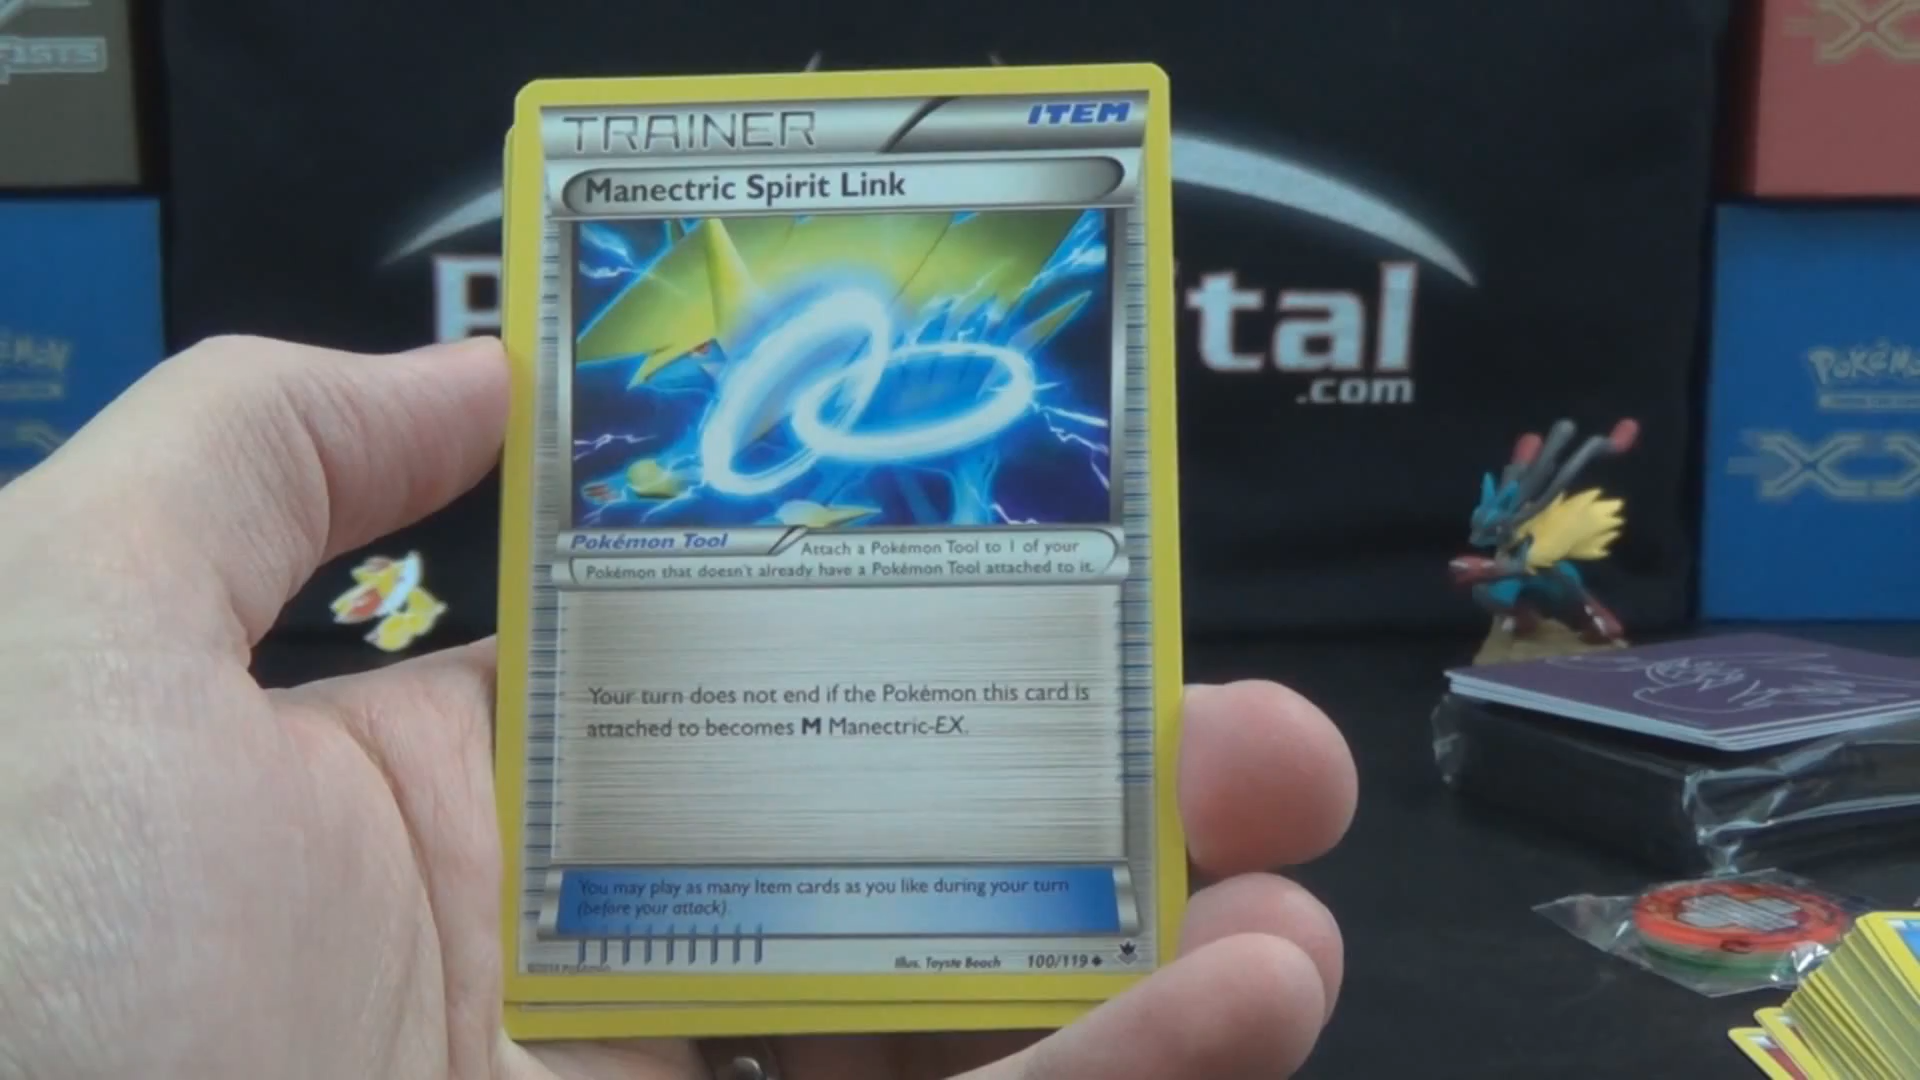 TRAINER
ITEM
Manectric Spirit Link
Pokémon Tool
Attach a Pokémon Tool to 1 of your
Pokémon that doesn't already have a Pokémon Tool attached to it.
Your turn does not end if the Pokémon this card is
attached to becomes M Manectric-EX.
You may play as many Item cards as you like during your turn
(before your attack).
Illus. Toyste Beach
100/119
tal
.com
POKÉMO
XY